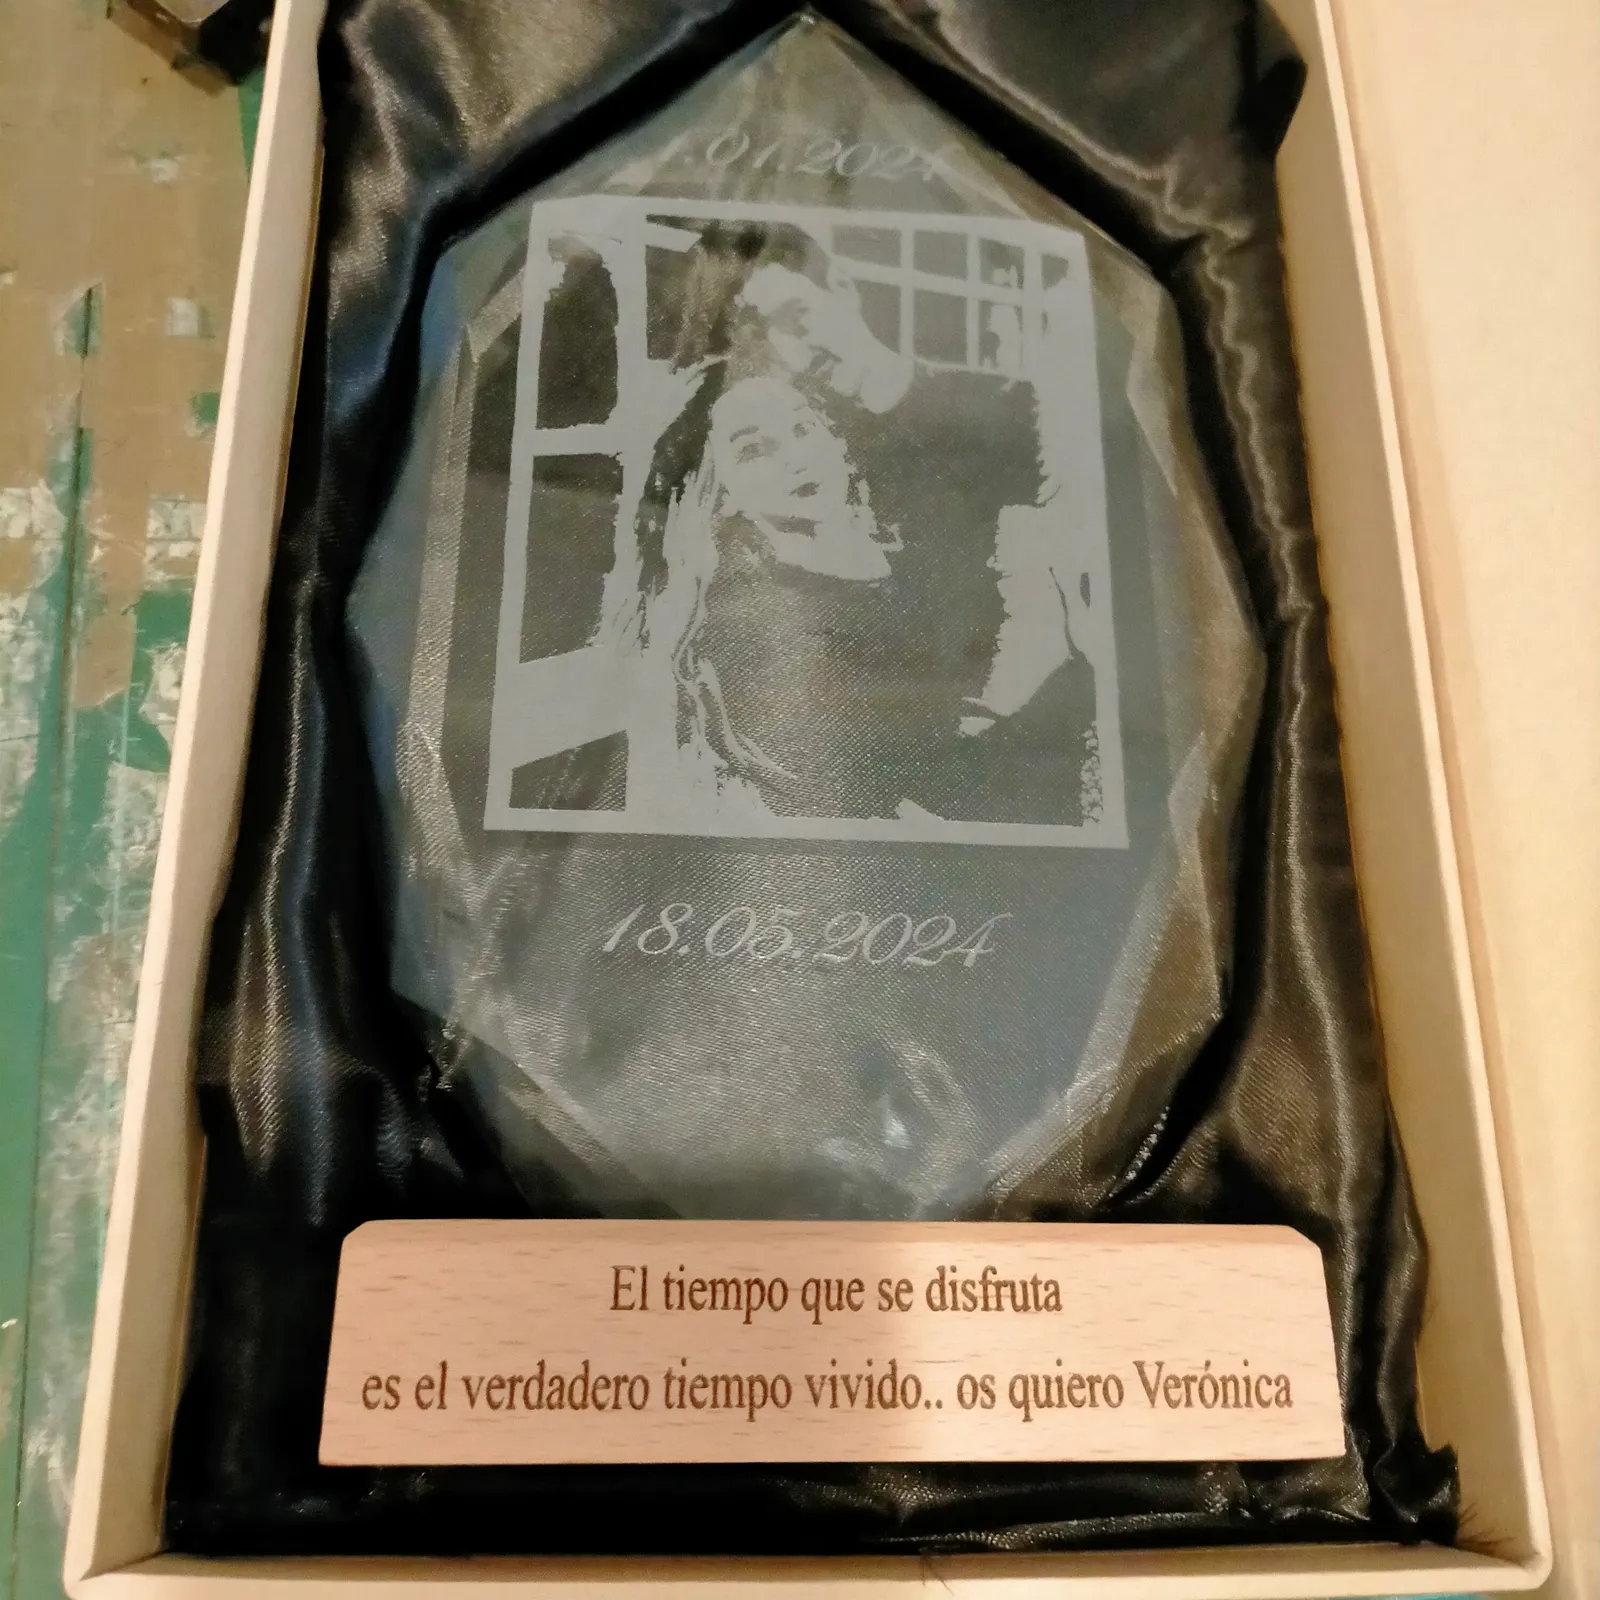 18.05.2024
El tiempo que se disfruta
es el verdadero tiempo vivido.. os quiero Verónica